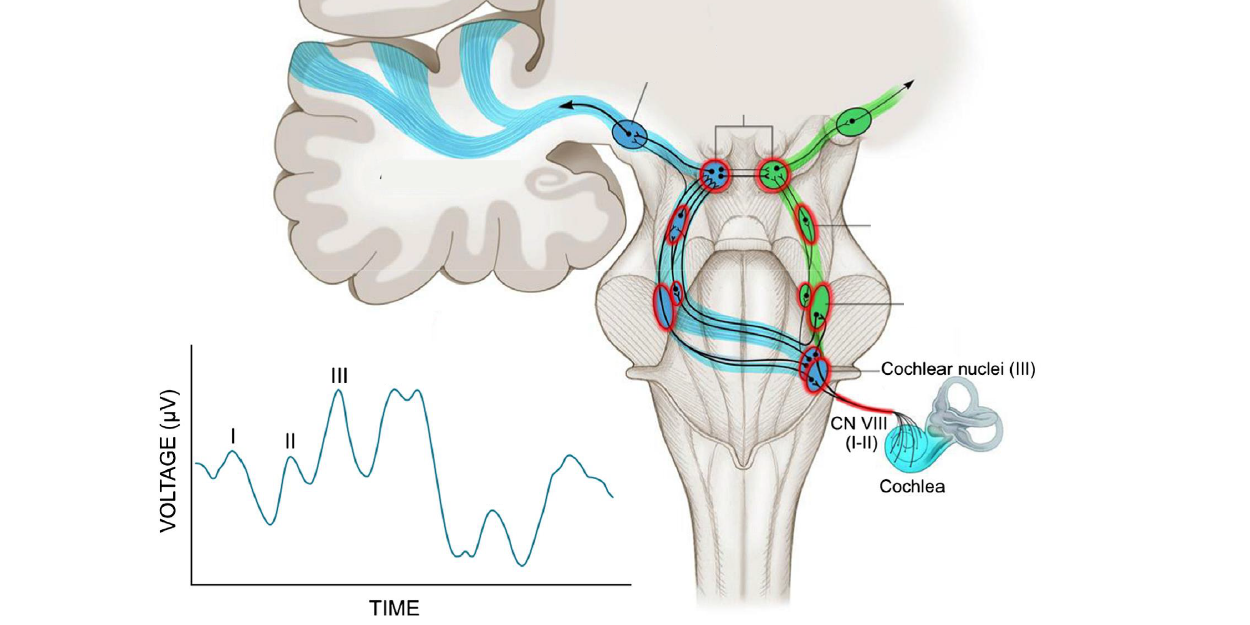 III
I
II
VOLTAGE (µV)
TIME
Cochlear nuclei (III)
CN VIII
(I-II)
Cochlea